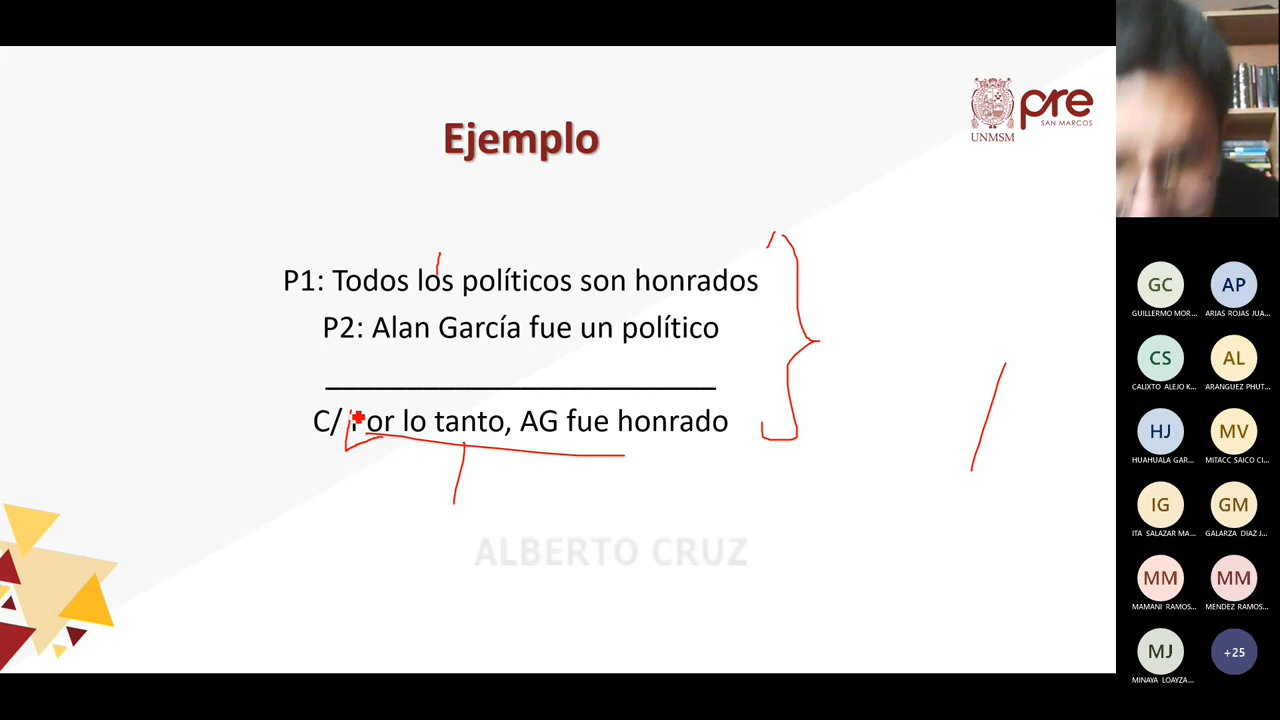 pre
SAN MARCOS
UNMSM
Ejemplo
P1: Todos los políticos son honrados
P2: Alan García fue un político
C/ Por lo tanto, AG fue honrado
ALBERTO CRUZ
GC
AP
GUILLERMO MOR...
ARIAS ROJAS JUA...
CS
AL
CALIXTO ALEJO K...
ARANGUEZ PHUT...
HJ
MV
HUAHUALA GAR...
MITACC SAICO CI...
IG
GM
ITA SALAZAR MA...
GALARZA DIAZ J...
MM
MM
MAMANI RAMOS...
MENDEZ RAMOS...
MJ
+25
MINAYA LOAYZA...